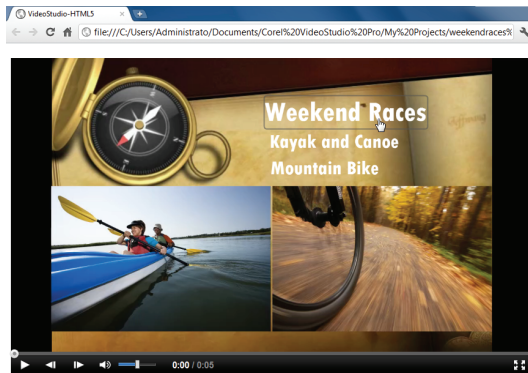 VideoStudio-HTML5
file:///C:/Users/Administrato/Documents/Corel%20VideoStudio%20Pro/My%20Projects/weekendraces%
Weekend Races
Kayak and Canoe
Mountain Bike
0:00 / 0:05